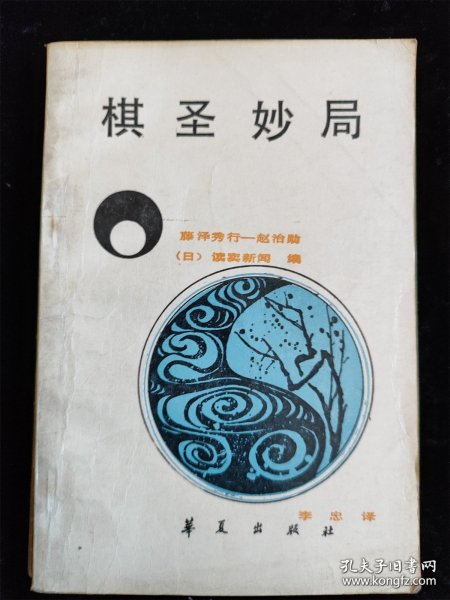 棋圣妙局
藤泽秀行—赵治勋
（日）读卖新闻 编
李忠译
华夏出版社
孔夫子旧书网
www.kongfz.com